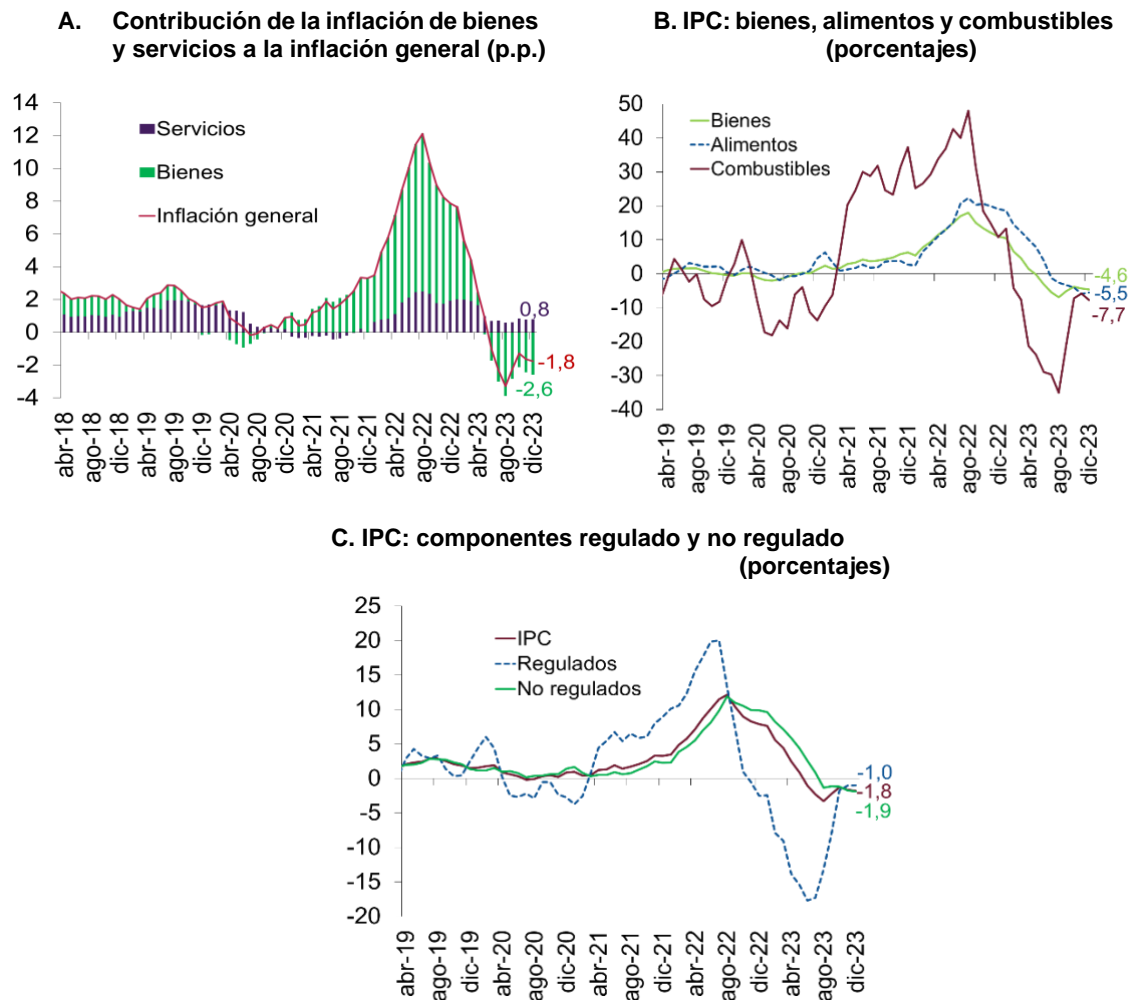 A. Contribución de la inflación de bienes
y servicios a la inflación general (p.p.)
14
12
10
8
6
4
2
0
-2
-4
Servicios
Bienes
Inflación general
0,8
-1,8
-2,6
abr-18
ago-18
dic-18
abr-19
ago-19
dic-19
abr-20
ago-20
dic-20
abr-21
ago-21
dic-21
abr-22
ago-22
dic-22
abr-23
ago-23
dic-23
B. IPC: bienes, alimentos y combustibles
(porcentajes)
50
40
30
20
10
0
-10
-20
-30
-40
Bienes
Alimentos
Combustibles
-4,6
-5,5
-7,7
abr-19
ago-19
dic-19
abr-20
ago-20
dic-20
abr-21
ago-21
dic-21
abr-22
ago-22
dic-22
abr-23
ago-23
dic-23
C. IPC: componentes regulado y no regulado
(porcentajes)
25
20
15
10
5
0
-5
-10
-15
-20
IPC
Regulados
No regulados
-1,0
-1,8
-1,9
abr-19
ago-19
dic-19
abr-20
ago-20
dic-20
abr-21
ago-21
dic-21
abr-22
ago-22
dic-22
abr-23
ago-23
dic-23